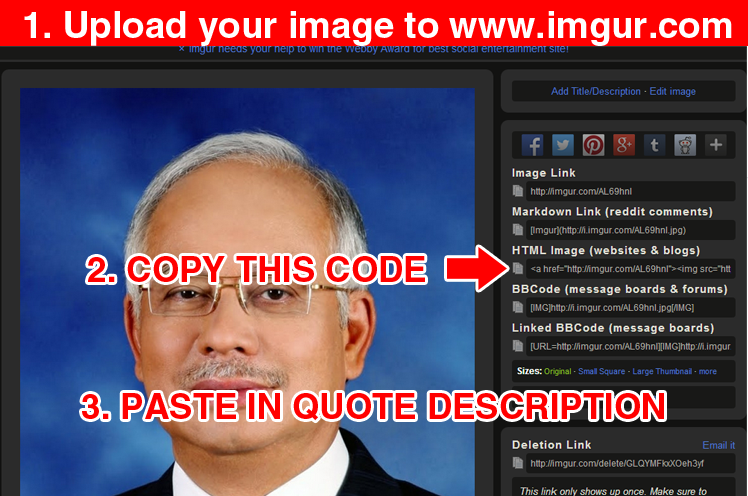 1. Upload your image to www.imgur.com
× Imgur needs your help to win the Webby Award for best social entertainment site!
Add Title/Description - Edit image
Image Link
http://imgur.com/AL69hnI
Markdown Link (reddit comments)
[Imgur](http://i.imgur.com/AL69hnI.jpg)
HTML Image (websites & blogs)
2. COPY THIS CODE
<a href="http://imgur.com/AL69hnI"><img src="htt
BBCode (message boards & forums)
[IMG]http://i.imgur.com/AL69hnI.jpg[/IMG]
Linked BBCode (message boards)
[URL=http://imgur.com/AL69hnI][IMG]http://i.imgur
Sizes: Original - Small Square - Large Thumbnail - more
3. PASTE IN QUOTE DESCRIPTION
Deletion Link Email it
http://imgur.com/delete/GLQYMFkxXOeh3yf
This link only shows up once. Make sure to